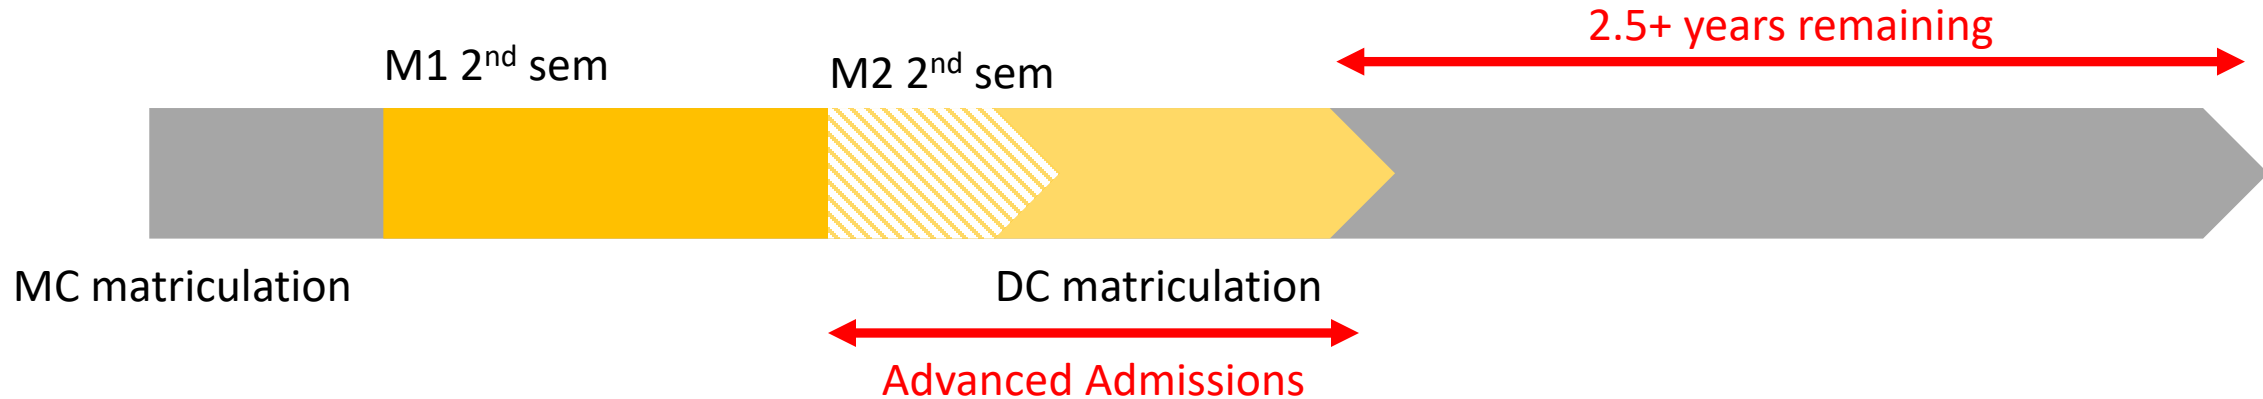 2.5+ years remaining
M1 2nd sem
M2 2nd sem
MC matriculation
DC matriculation
Advanced Admissions